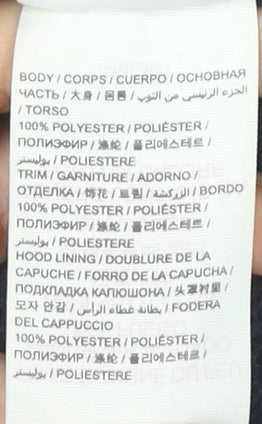 BODY / CORPS / CUERPO / ОСНОВНАЯ
ЧАСТЬ / 大身 / 몸통 / الجزء الرئيسي من الثوب
/ TORSO
100% POLYESTER / POLIÉSTER /
ПОЛИЭФИР / 涤纶 / 폴리에스테르 /
بوليستر / POLIESTERE
TRIM / GARNITURE / ADORNO /
ОТДЕЛКА / 饰花 / 트림 / الزركشة / BORDO
100% POLYESTER / POLIÉSTER /
ПОЛИЭФИР / 涤纶 / 폴리에스테르 /
بوليستر / POLIESTERE
HOOD LINING / DOUBLURE DE LA
CAPUCHE / FORRO DE LA CAPUCHA /
ПОДКЛАДКА КАПЮШОНА / 头罩衬里 /
모자 안감 / بطانة غطاء الرأس / FODERA
DEL CAPPUCCIO
100% POLYESTER / POLIÉSTER /
ПОЛИЭФИР / 涤纶 / 폴리에스테르 /
بوليستر / POLIESTERE